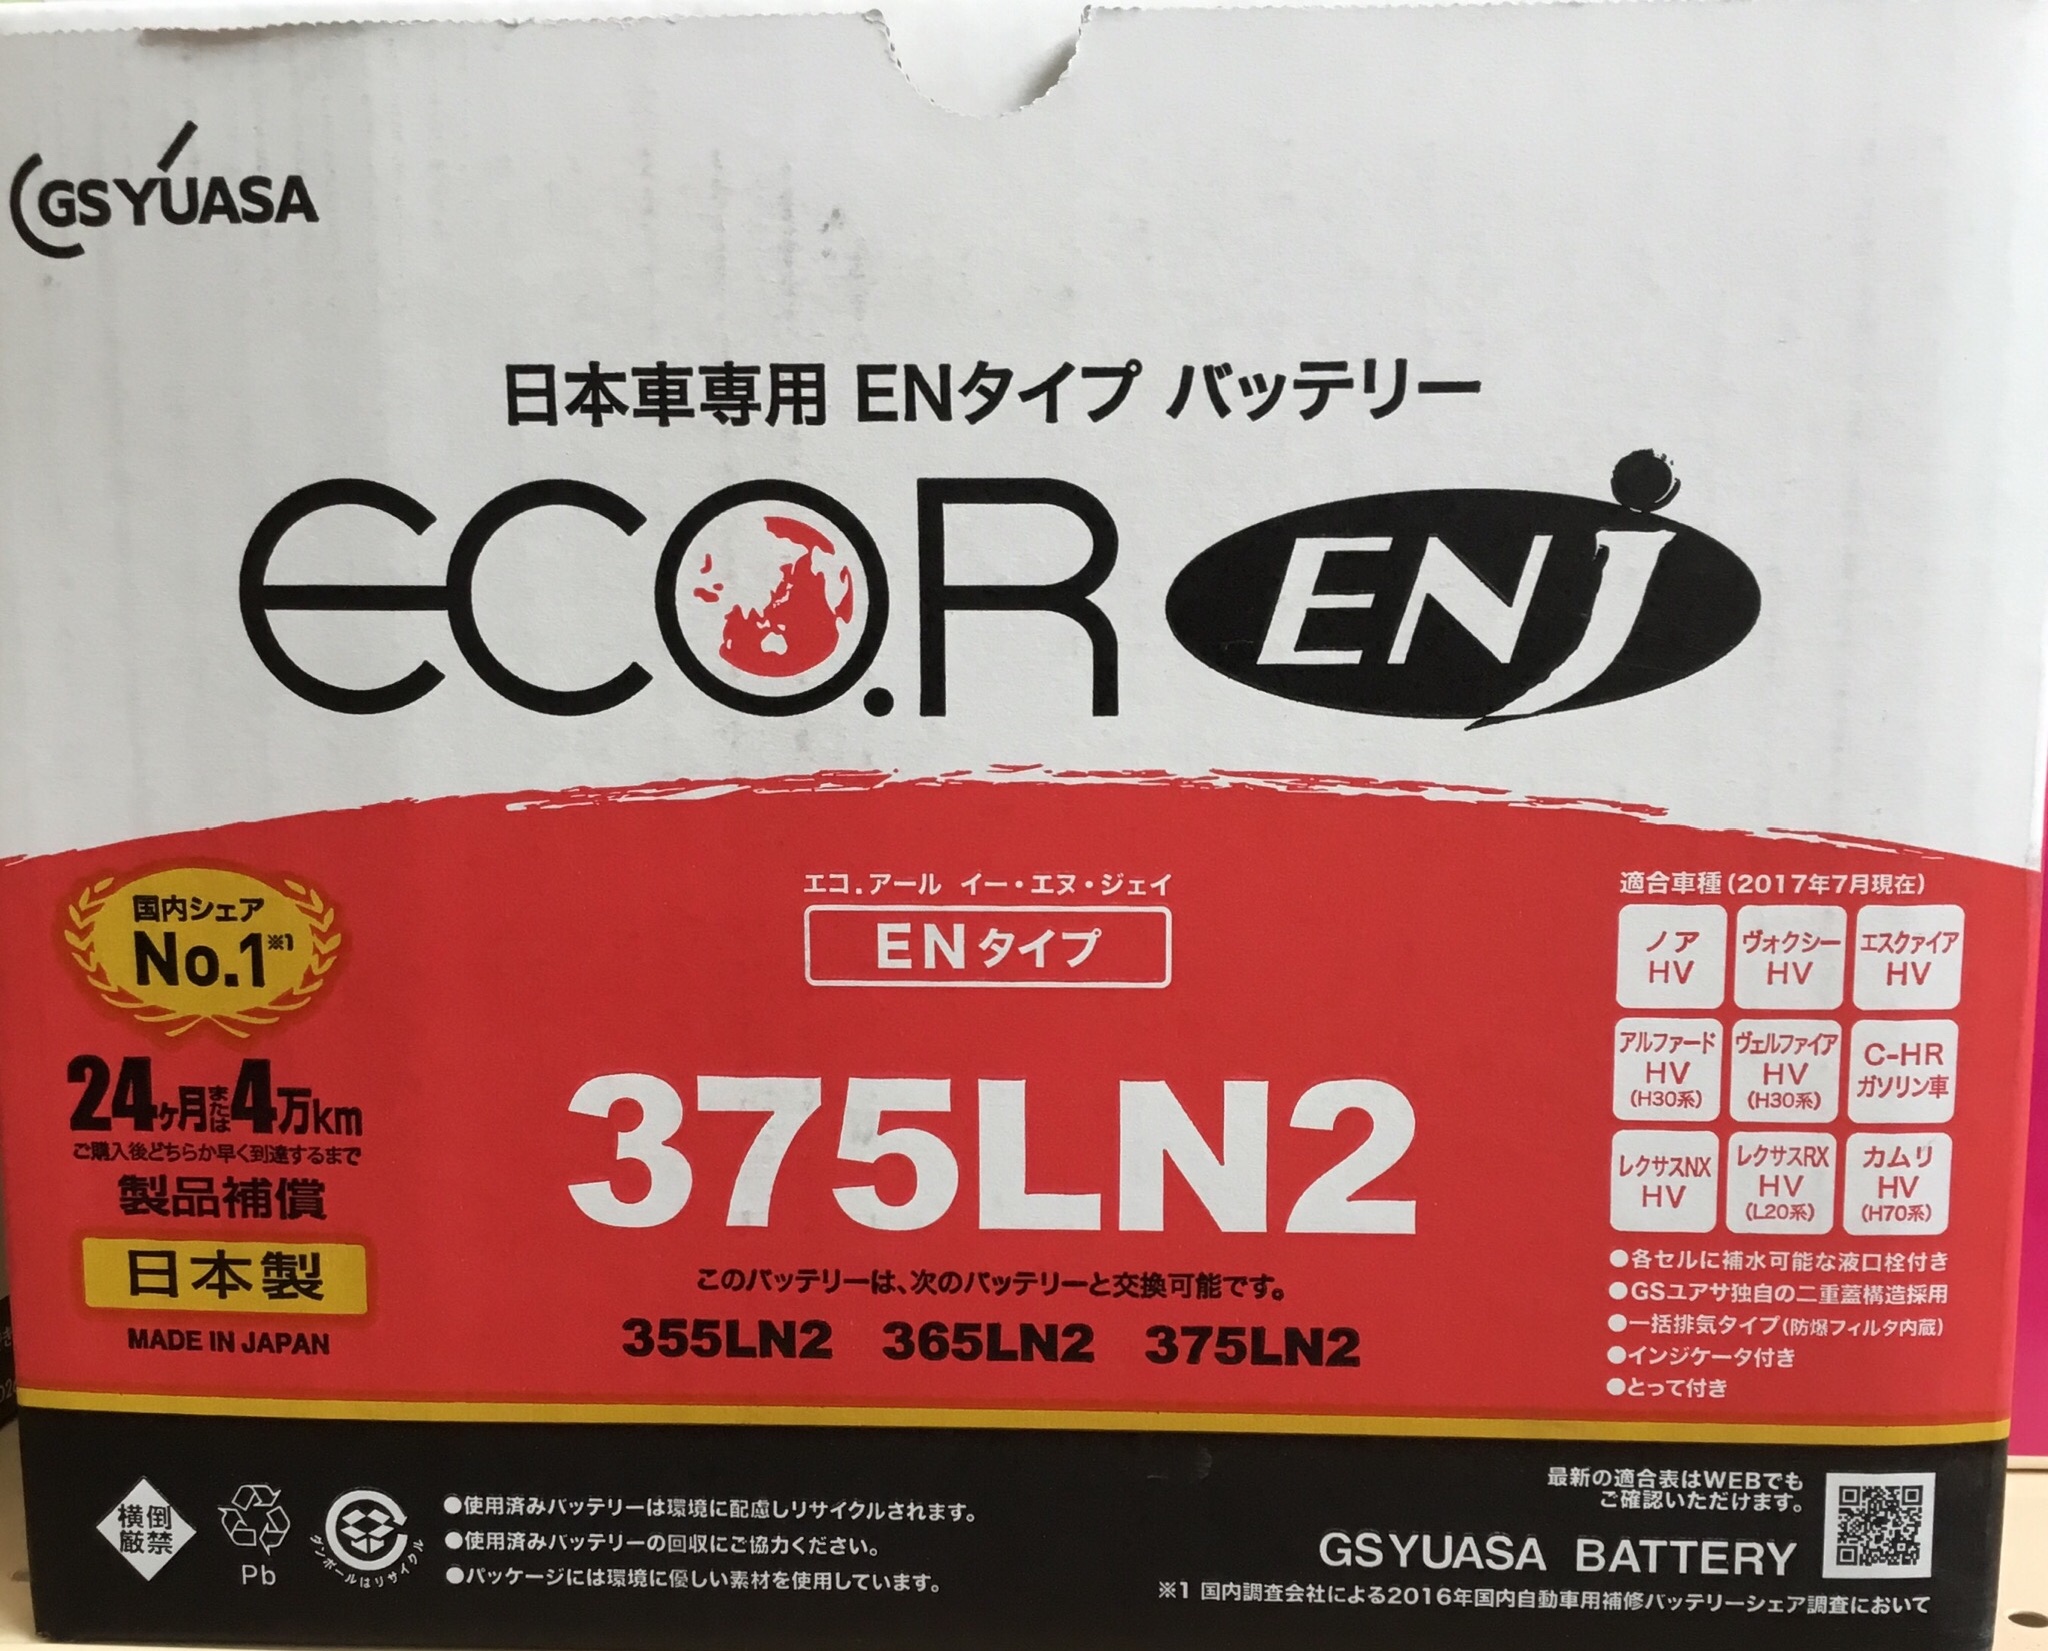 GS YUASA
日本車専用 ENタイプ バッテリー
ECO.R ENJ
国内シェア
No.1※1
24ヶ月または4万km
ご購入後どちらか早く到達するまで
製品補償
日本製
MADE IN JAPAN
エコ.アール イー・エヌ・ジェイ
ENタイプ
375LN2
このバッテリーは、次のバッテリーと交換可能です。
355LN2 365LN2 375LN2
適合車種(2017年7月現在)
ノア
HV
ヴォクシー
HV
エスクァイア
HV
アルファード
HV
(H30系)
ヴェルファイア
HV
(H30系)
C-HR
ガソリン車
レクサスNX
HV
レクサスRX
HV
(L20系)
カムリ
HV
(H70系)
●各セルに補水可能な液口栓付き
●GSユアサ独自の二重蓋構造採用
●一括排気タイプ(防爆フィルタ内蔵)
●インジケータ付き
●とって付き
横倒
厳禁
Pb
ダンボールはリサイクル
●使用済みバッテリーは環境に配慮しリサイクルされます。
●使用済みバッテリーの回収にご協力ください。
●パッケージには環境に優しい素材を使用しています。
最新の適合表はWEBでも
ご確認いただけます。
GS YUASA BATTERY
※1 国内調査会社による2016年国内自動車用補修バッテリーシェア調査において